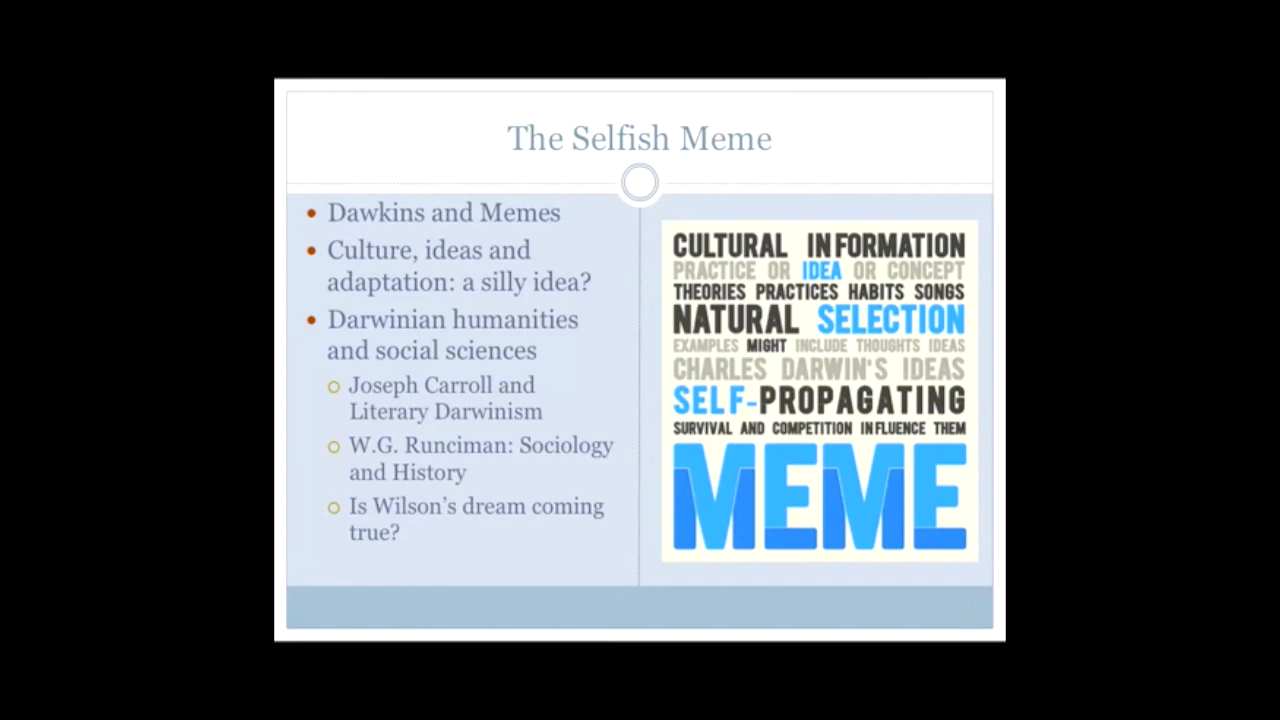 The Selfish Meme
Dawkins and Memes
Culture, ideas and
adaptation: a silly idea?
Darwinian humanities
and social sciences
Joseph Carroll and
Literary Darwinism
W.G. Runciman: Sociology
and History
Is Wilson's dream coming
true?
CULTURAL INFORMATION
PRACTICE OR IDEA OR CONCEPT
THEORIES PRACTICES HABITS SONGS
NATURAL SELECTION
EXAMPLES MIGHT INCLUDE THOUGHTS IDEAS
CHARLES DARWIN'S IDEAS
SELF-PROPAGATING
SURVIVAL AND COMPETITION INFLUENCE THEM
MEME